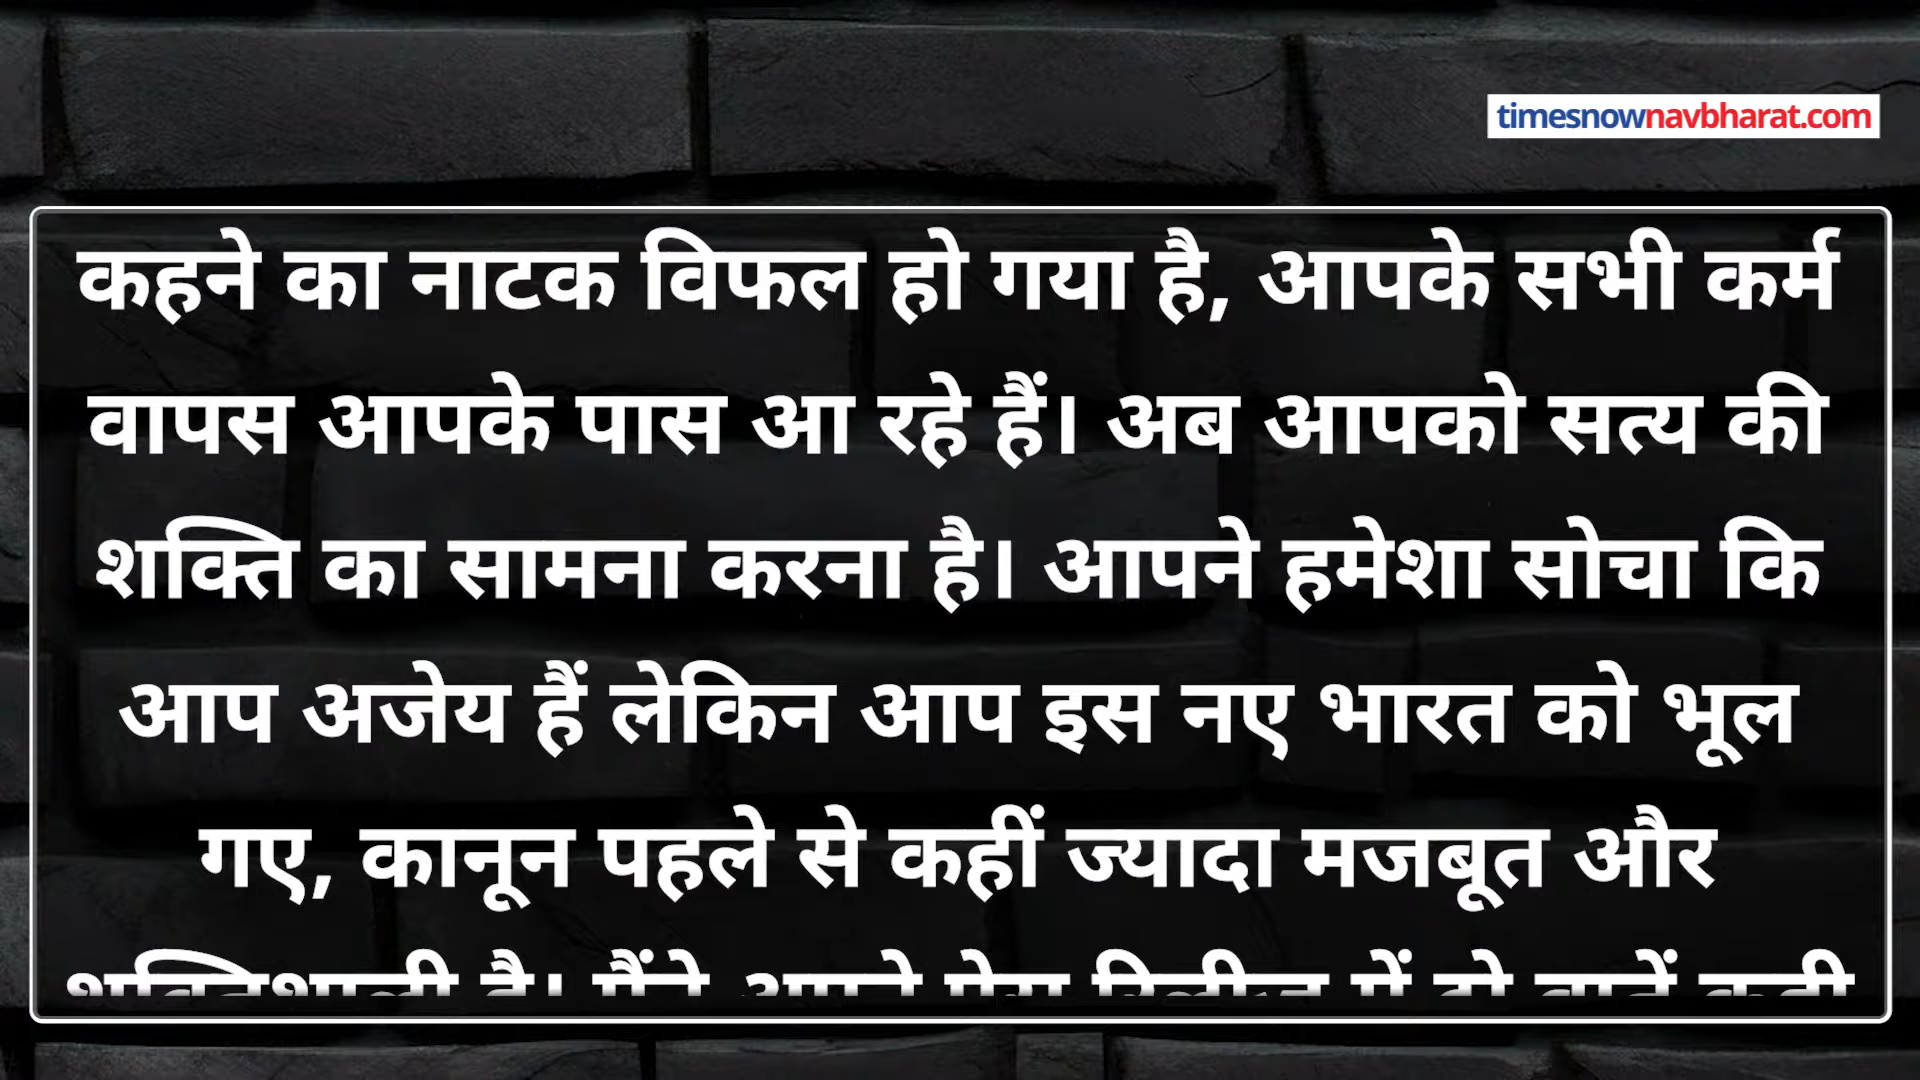 timesnownavbharat.com
कहने का नाटक विफल हो गया है, आपके सभी कर्म
वापस आपके पास आ रहे हैं। अब आपको सत्य की
शक्ति का सामना करना है। आपने हमेशा सोचा कि
आप अजेय हैं लेकिन आप इस नए भारत को भूल
गए, कानून पहले से कहीं ज्यादा मजबूत और